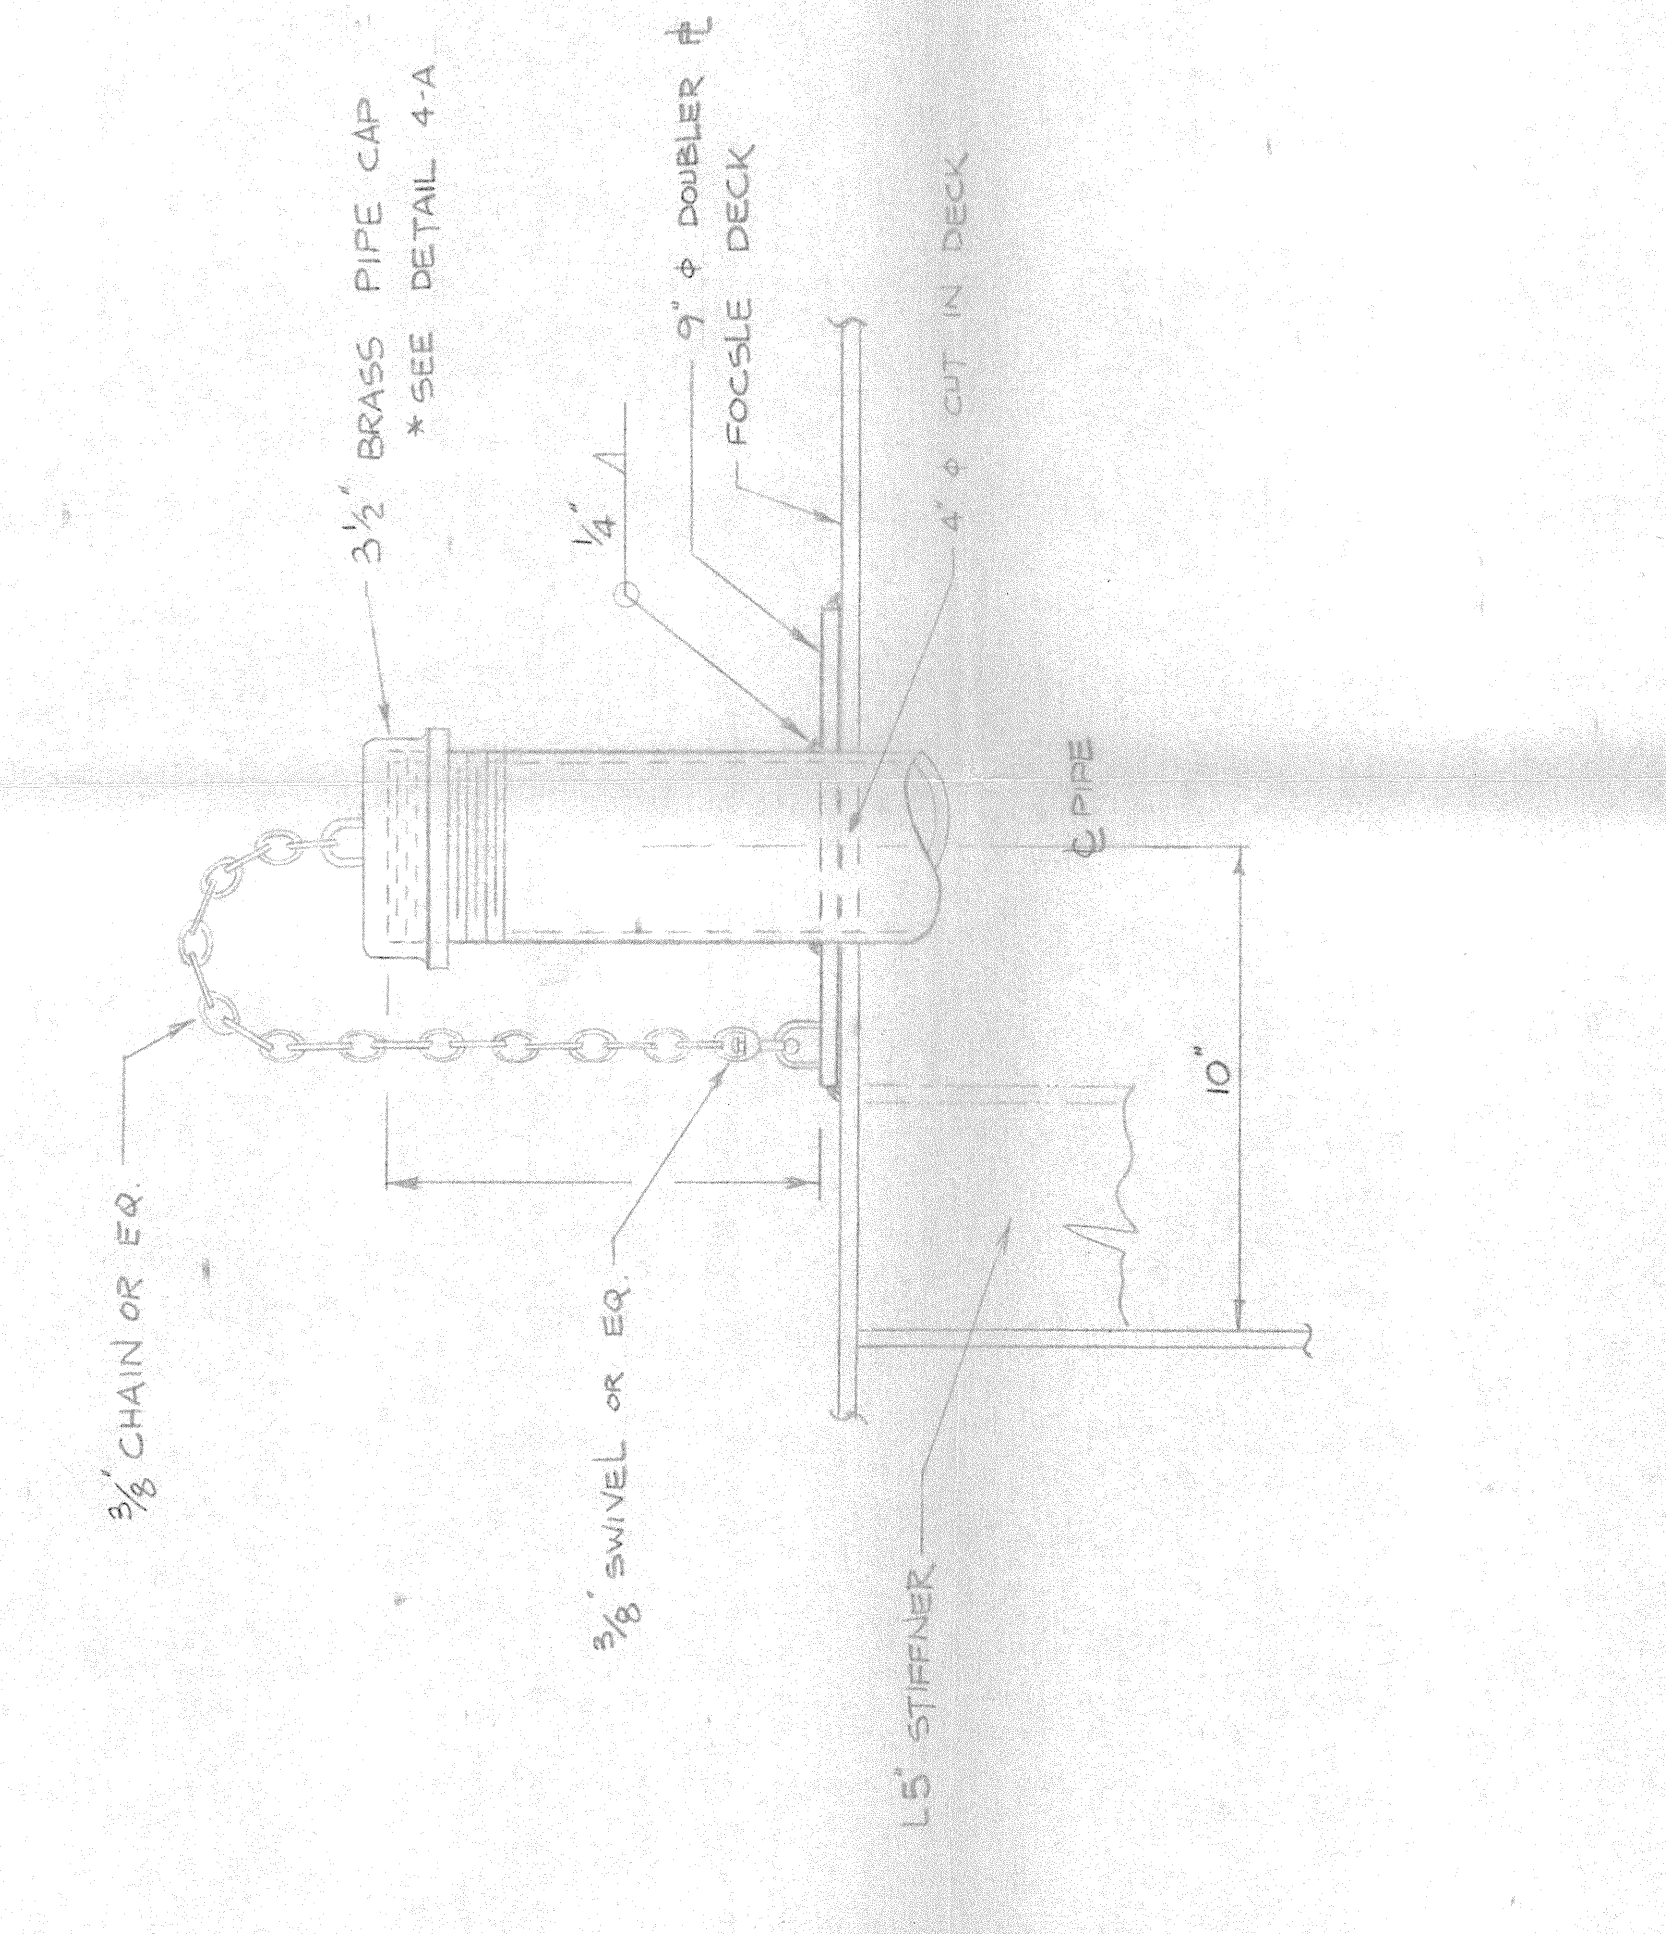 3/8" CHAIN OR EQ.
3 1/2" BRASS PIPE CAP
*SEE DETAIL 4-A
1/4"
3/8" SWIVEL OR EQ.
9" ⌀ DOUBLER ⅊
FOCSLE DECK
4" ⌀ CUT IN DECK
L5" STIFFNER
℄ PIPE
10"